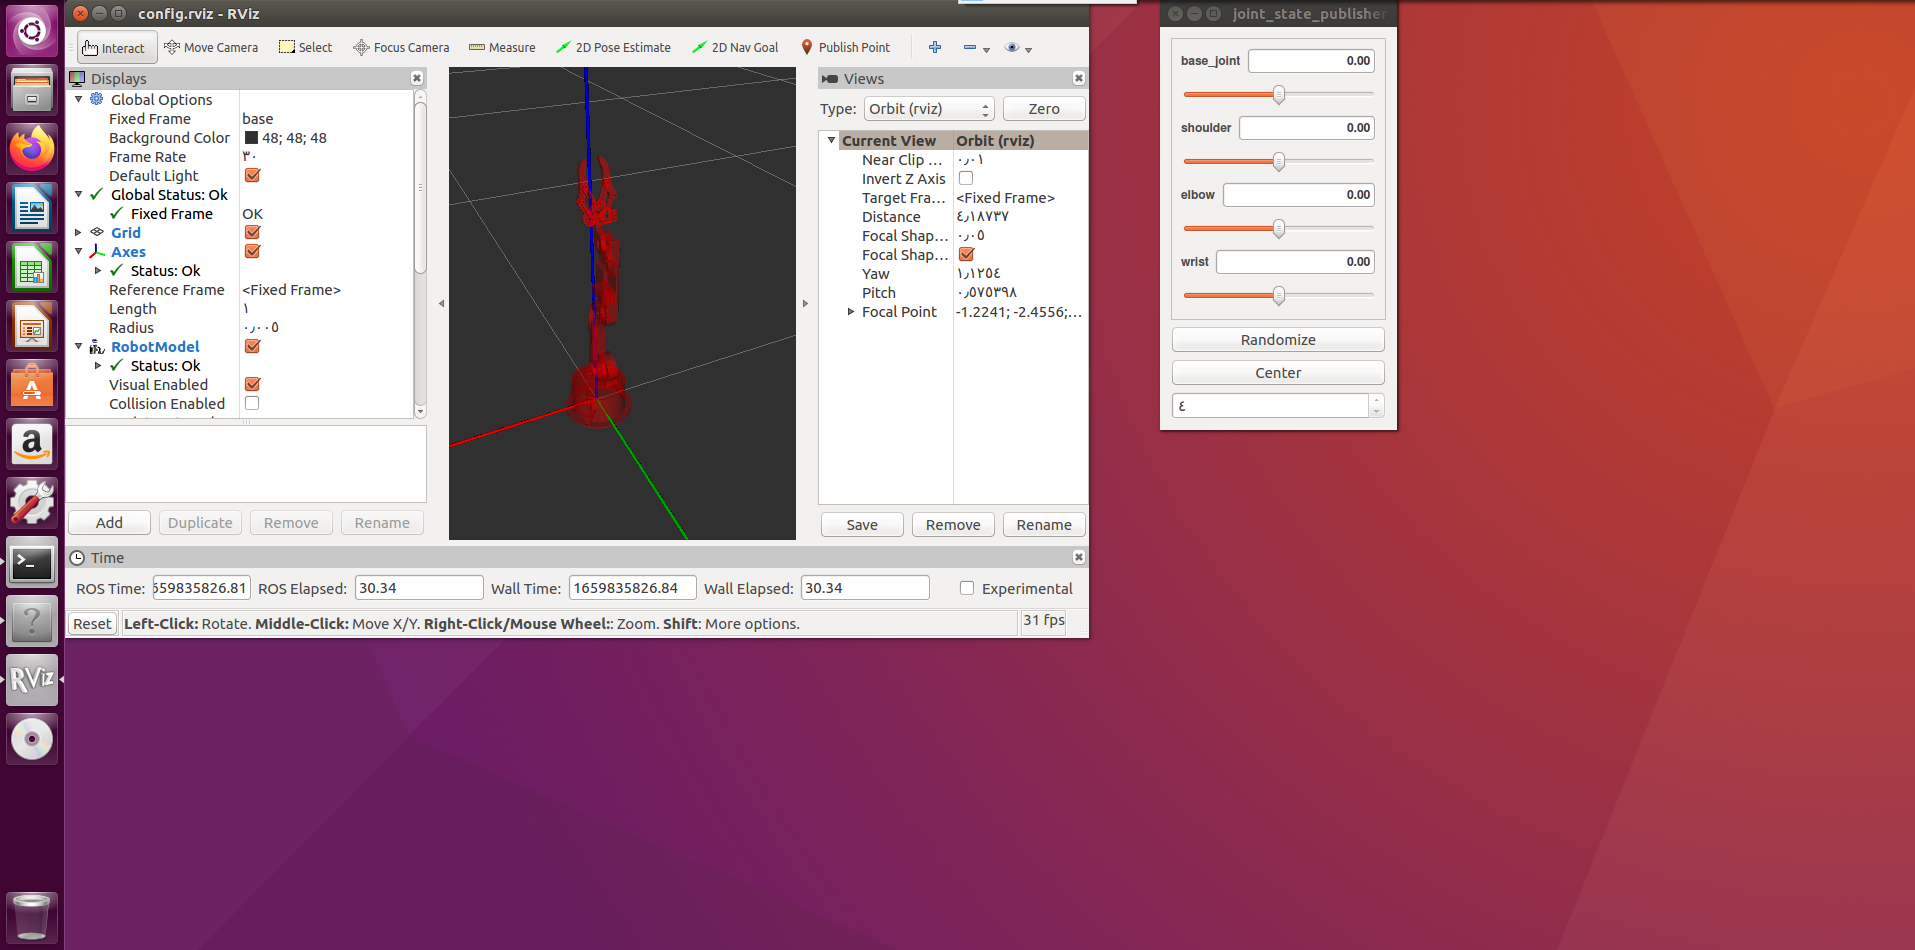 config.rviz - RViz
Interact Move Camera Select Focus Camera Measure 2D Pose Estimate 2D Nav Goal Publish Point
Displays
Global Options
Fixed Frame base
Background Color 48; 48; 48
Frame Rate ٣٠
Default Light
Global Status: Ok
Fixed Frame OK
Grid
Axes
Status: Ok
Reference Frame <Fixed Frame>
Length ١
Radius ٠٫٠٠٥
RobotModel
Status: Ok
Visual Enabled
Collision Enabled
Add Duplicate Remove Rename
Views
Type: Orbit (rviz) Zero
Current View Orbit (rviz)
Near Clip ... ٠٫٠١
Invert Z Axis
Target Fra... <Fixed Frame>
Distance ٤٫١٨٧٣٧
Focal Shap... ٠٫٠٥
Focal Shap...
Yaw ١٫١٢٥٤
Pitch ٠٫٥٧٥٣٩٨
Focal Point -1.2241; -2.4556;...
Save Remove Rename
Time
ROS Time: 659835826.81 ROS Elapsed: 30.34 Wall Time: 1659835826.84 Wall Elapsed: 30.34 Experimental
Reset Left-Click: Rotate. Middle-Click: Move X/Y. Right-Click/Mouse Wheel:: Zoom. Shift: More options. 31 fps
joint_state_publisher
base_joint 0.00
shoulder 0.00
elbow 0.00
wrist 0.00
Randomize
Center
٤
RViz